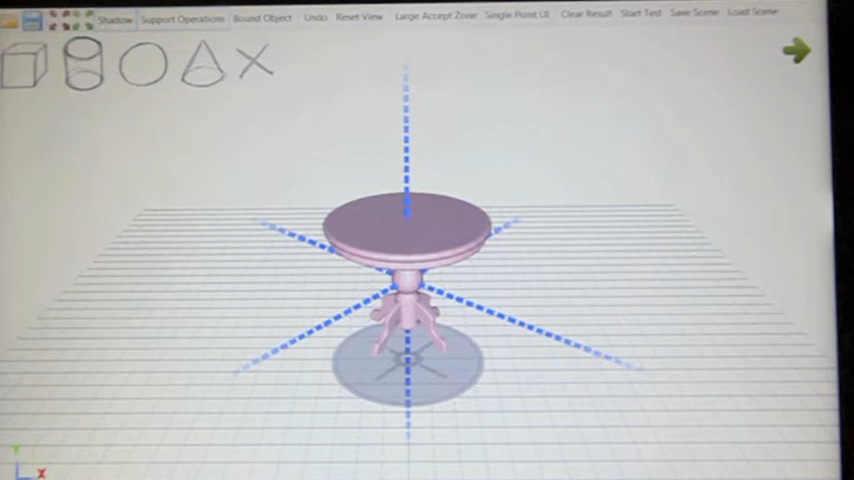 Shadow Support Operations Bound Object Undo Reset View Large Accept Zone Single Point UI Clear Result Start Test Save Scene Load Scene
Y
X